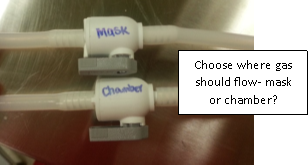 Mask
Chamber
Choose where gas
should flow- mask
or chamber?